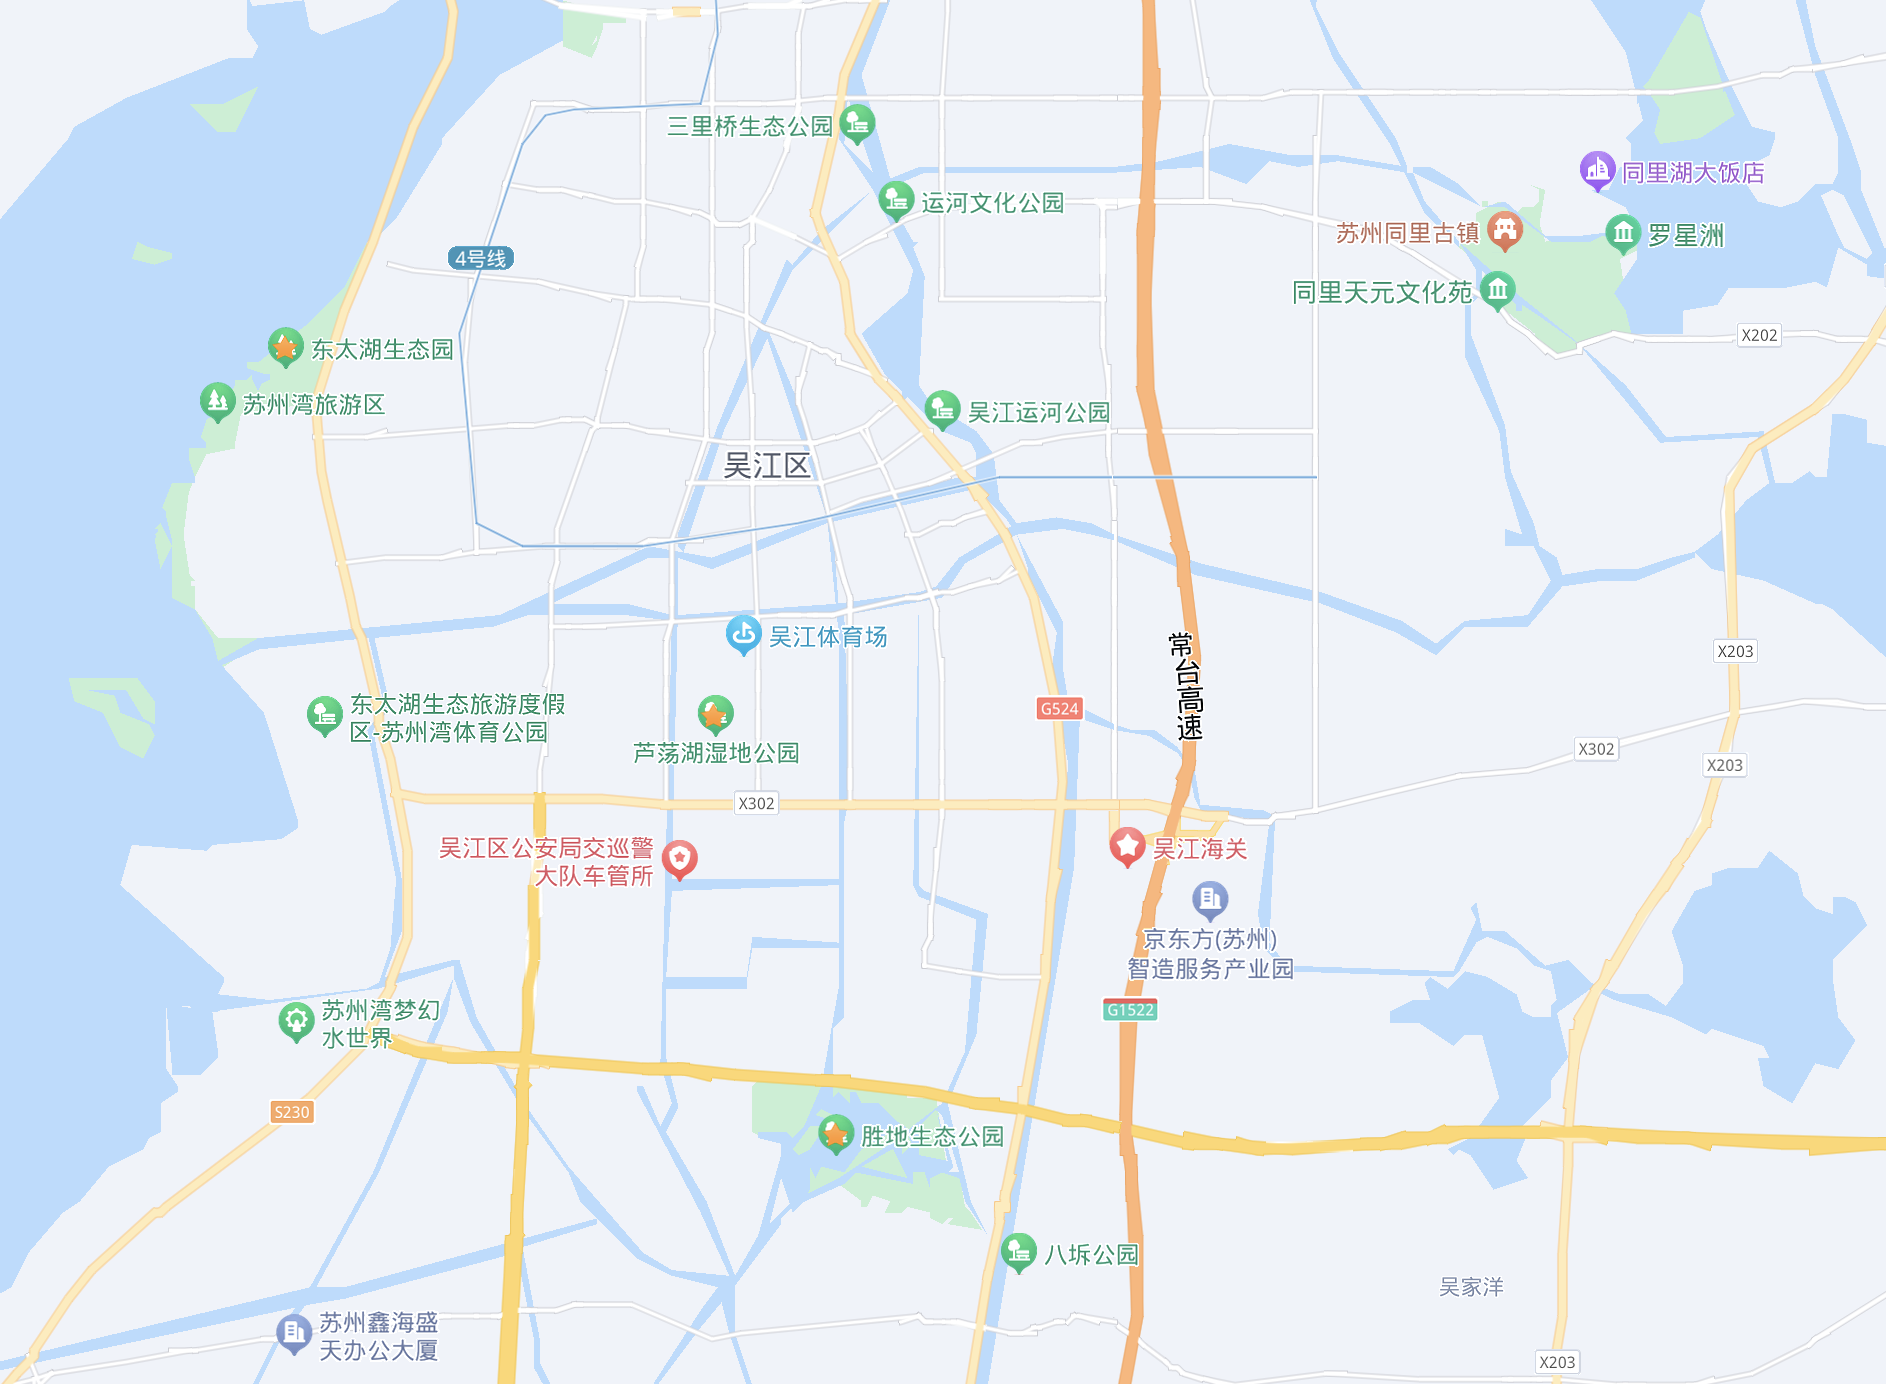 三里桥生态公园
同里湖大饭店
运河文化公园
苏州同里古镇
罗星洲
4号线
同里天元文化苑
X202
东太湖生态园
苏州湾旅游区
吴江运河公园
吴江区
吴江体育场
常台高速
X203
东太湖生态旅游度假
区-苏州湾体育公园
G524
芦荡湖湿地公园
X302
X203
X302
吴江区公安局交巡警
大队车管所
吴江海关
京东方(苏州)
智造服务产业园
苏州湾梦幻
水世界
G1522
S230
胜地生态公园
八坼公园
吴家洋
苏州鑫海盛
天办公大厦
X203